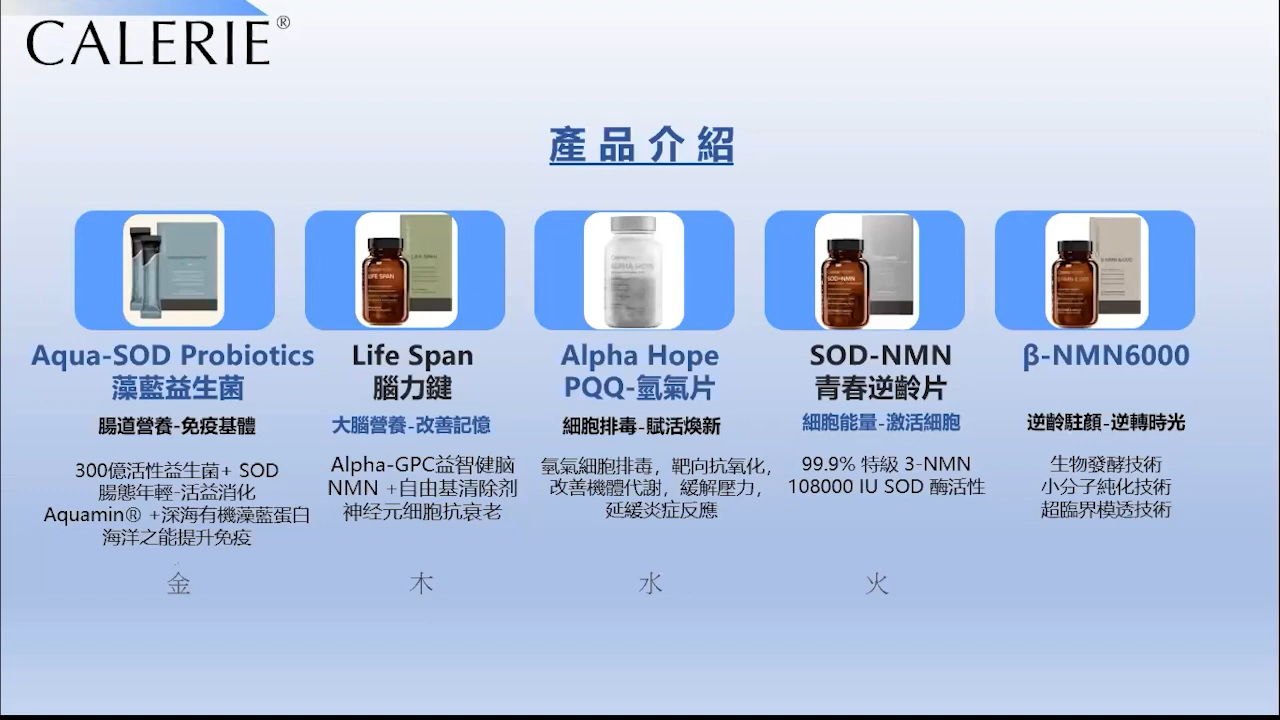 CALERIE®
產品介紹
Aqua-SOD Probiotics
藻藍益生菌
腸道營養-免疫基體
300億活性益生菌+ SOD
腸態年輕-活益消化
Aquamin® +深海有機藻藍蛋白
海洋之能提升免疫
金
LIFE SPAN
Life Span
腦力鍵
大腦營養-改善記憶
Alpha-GPC益智健脑
NMN +自由基清除剂
神经元细胞抗衰老
木
ALPHA HOPE
Alpha Hope
PQQ-氫氣片
細胞排毒-賦活煥新
氫氣細胞排毒，靶向抗氧化，
改善機體代謝，緩解壓力，
延緩炎症反應
水
SOD+NMN
SOD-NMN
青春逆齡片
細胞能量-激活細胞
99.9% 特級 3-NMN
108000 IU SOD 酶活性
火
β-NMN6000
逆齡駐顏-逆轉時光
生物發酵技術
小分子純化技術
超臨界模透技術